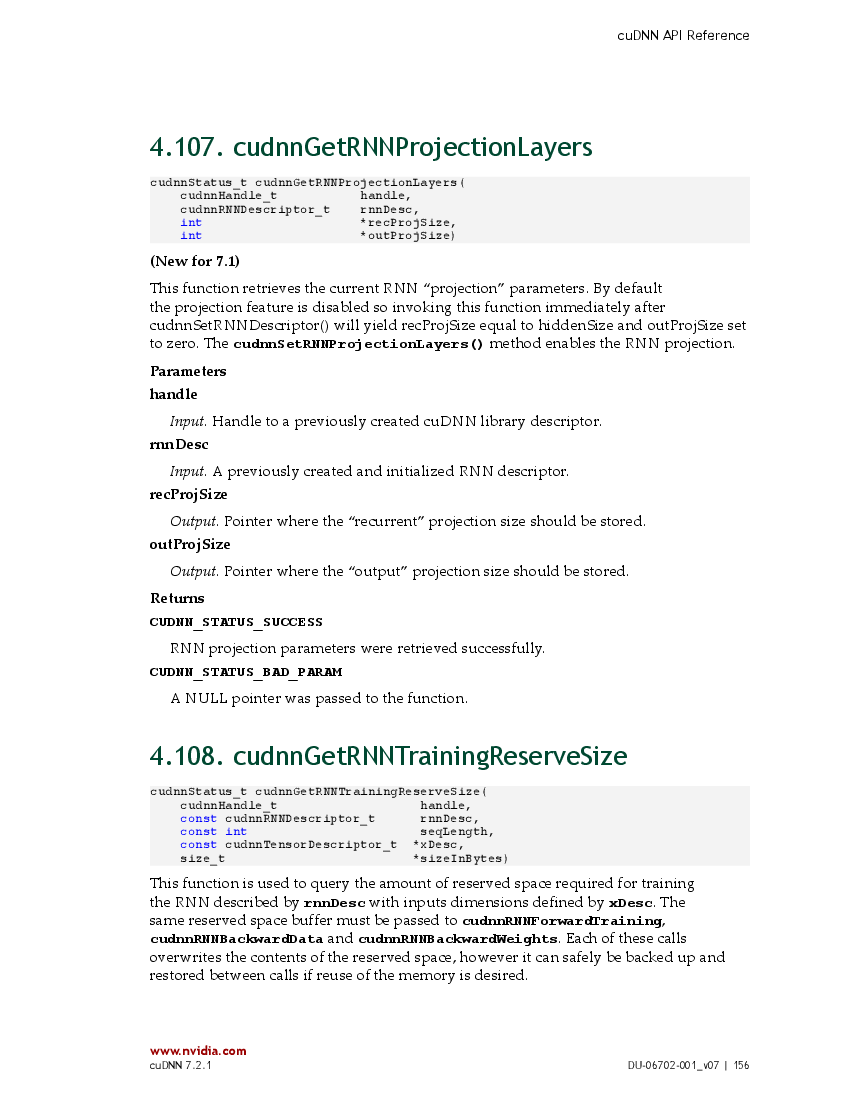 cuDNN API Reference
4.107. cudnnGetRNNProjectionLayers
cudnnStatus_t cudnnGetRNNProjectionLayers(
    cudnnHandle_t           handle,
    cudnnRNNDescriptor_t    rnnDesc,
    int                     *recProjSize,
    int                     *outProjSize)
(New for 7.1)
This function retrieves the current RNN “projection” parameters. By default
the projection feature is disabled so invoking this function immediately after
cudnnSetRNNDescriptor() will yield recProjSize equal to hiddenSize and outProjSize set
to zero. The cudnnSetRNNProjectionLayers() method enables the RNN projection.
Parameters
handle
Input. Handle to a previously created cuDNN library descriptor.
rnnDesc
Input. A previously created and initialized RNN descriptor.
recProjSize
Output. Pointer where the “recurrent” projection size should be stored.
outProjSize
Output. Pointer where the “output” projection size should be stored.
Returns
CUDNN_STATUS_SUCCESS
RNN projection parameters were retrieved successfully.
CUDNN_STATUS_BAD_PARAM
A NULL pointer was passed to the function.
4.108. cudnnGetRNNTrainingReserveSize
cudnnStatus_t cudnnGetRNNTrainingReserveSize(
    cudnnHandle_t                   handle,
    const cudnnRNNDescriptor_t      rnnDesc,
    const int                       seqLength,
    const cudnnTensorDescriptor_t  *xDesc,
    size_t                         *sizeInBytes)
This function is used to query the amount of reserved space required for training
the RNN described by rnnDesc with inputs dimensions defined by xDesc. The
same reserved space buffer must be passed to cudnnRNNForwardTraining,
cudnnRNNBackwardData and cudnnRNNBackwardWeights. Each of these calls
overwrites the contents of the reserved space, however it can safely be backed up and
restored between calls if reuse of the memory is desired.
www.nvidia.com
cuDNN 7.2.1
DU-06702-001_v07 | 156